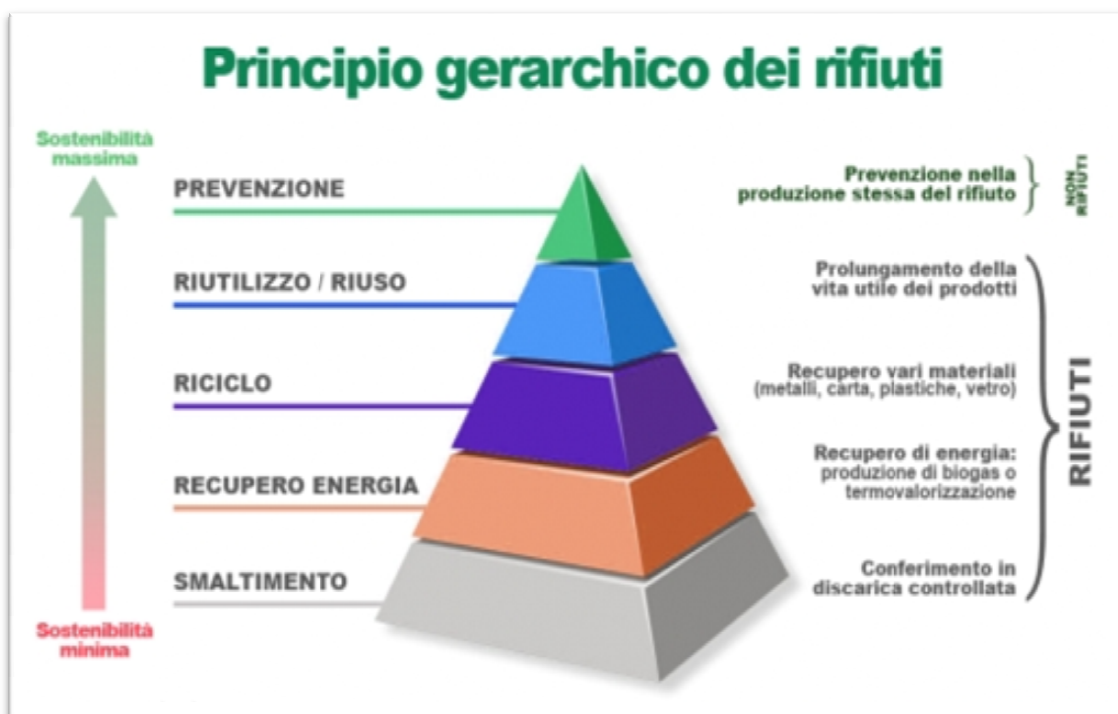 Principio gerarchico dei rifiuti
Sostenibilità
massima
PREVENZIONE
Prevenzione nella
produzione stessa del rifiuto
NON
RIFIUTI
RIUTILIZZO / RIUSO
Prolungamento della
vita utile dei prodotti
RICICLO
Recupero vari materiali
(metalli, carta, plastiche, vetro)
RIFIUTI
RECUPERO ENERGIA
Recupero di energia:
produzione di biogas o
termovalorizzazione
SMALTIMENTO
Conferimento in
discarica controllata
Sostenibilità
minima